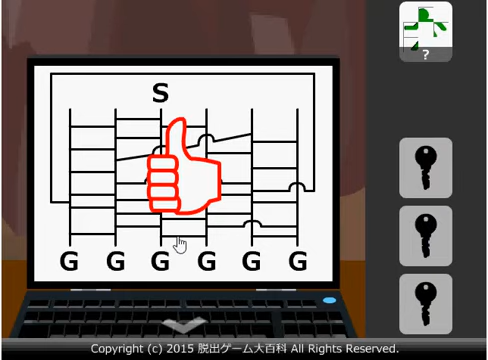 S
?
G G G G G G
Copyright (c) 2015 脱出ゲーム大百科 All Rights Reserved.